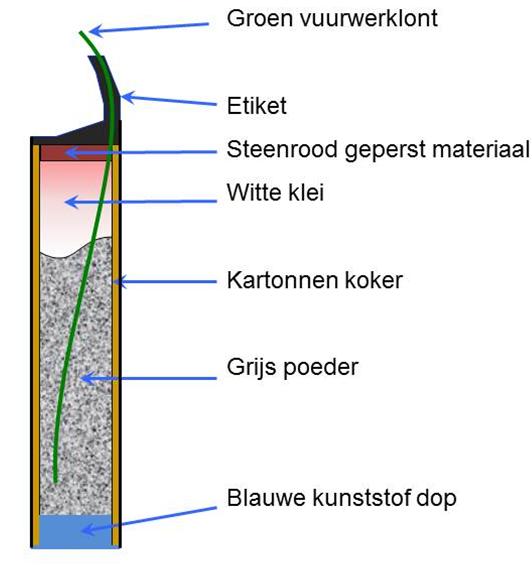 Groen vuurwerklont
Etiket
Steenrood geperst materiaal
Witte klei
Kartonnen koker
Grijs poeder
Blauwe kunststof dop